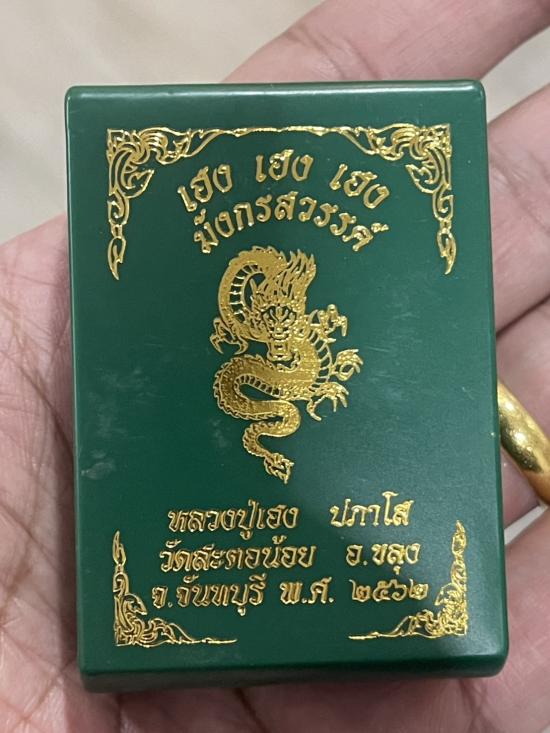 เฮง เฮง เฮง
มังกรสวรรค์
หลวงปู่เฮง ปภาโส
วัดสะตอน้อย อ.ขลุง
จ.จันทบุรี พ.ศ. ๒๕๖๒